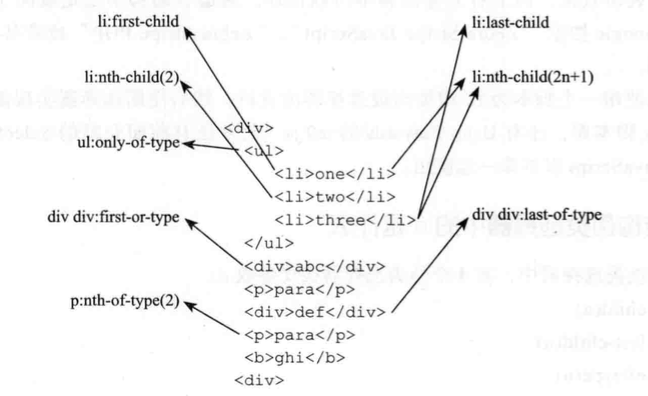 li:first-child
li:last-child
li:nth-child(2)
li:nth-child(2n+1)
<div>
ul:only-of-type
<ul>
<li>one</li>
<li>two</li>
<li>three</li>
div div:first-or-type
div div:last-of-type
</ul>
<div>abc</div>
<p>para</p>
p:nth-of-type(2)
<div>def</div>
<p>para</p>
<b>ghi</b>
<div>